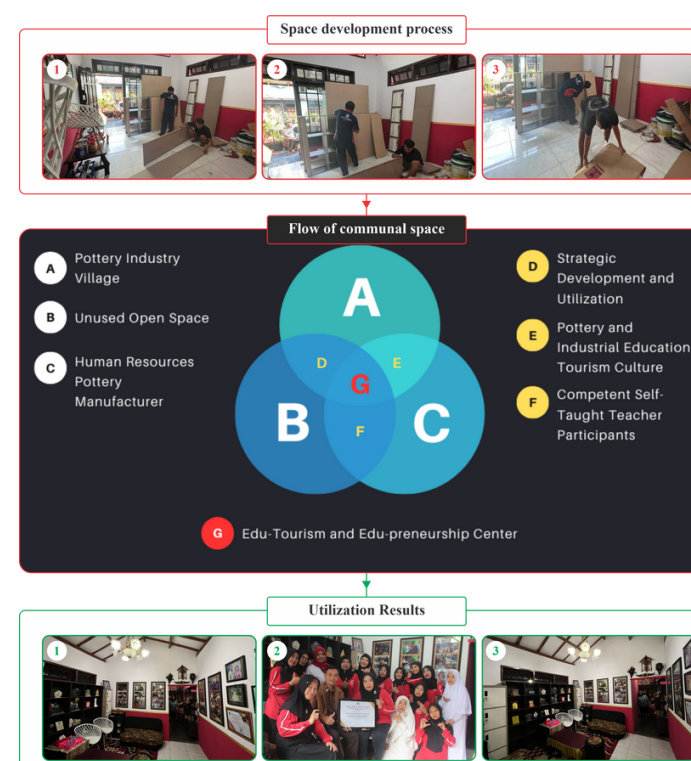 Space development process
1
2
3
Flow of communal space
A
Pottery Industry
Village
B
Unused Open Space
C
Human Resources
Pottery
Manufacturer
A
D
E
G
B
C
F
D
Strategic
Development and
Utilization
E
Pottery and
Industrial Education
Tourism Culture
F
Competent Self-
Taught Teacher
Participants
G
Edu-Tourism and Edu-preneurship Center
Utilization Results
1
2
3